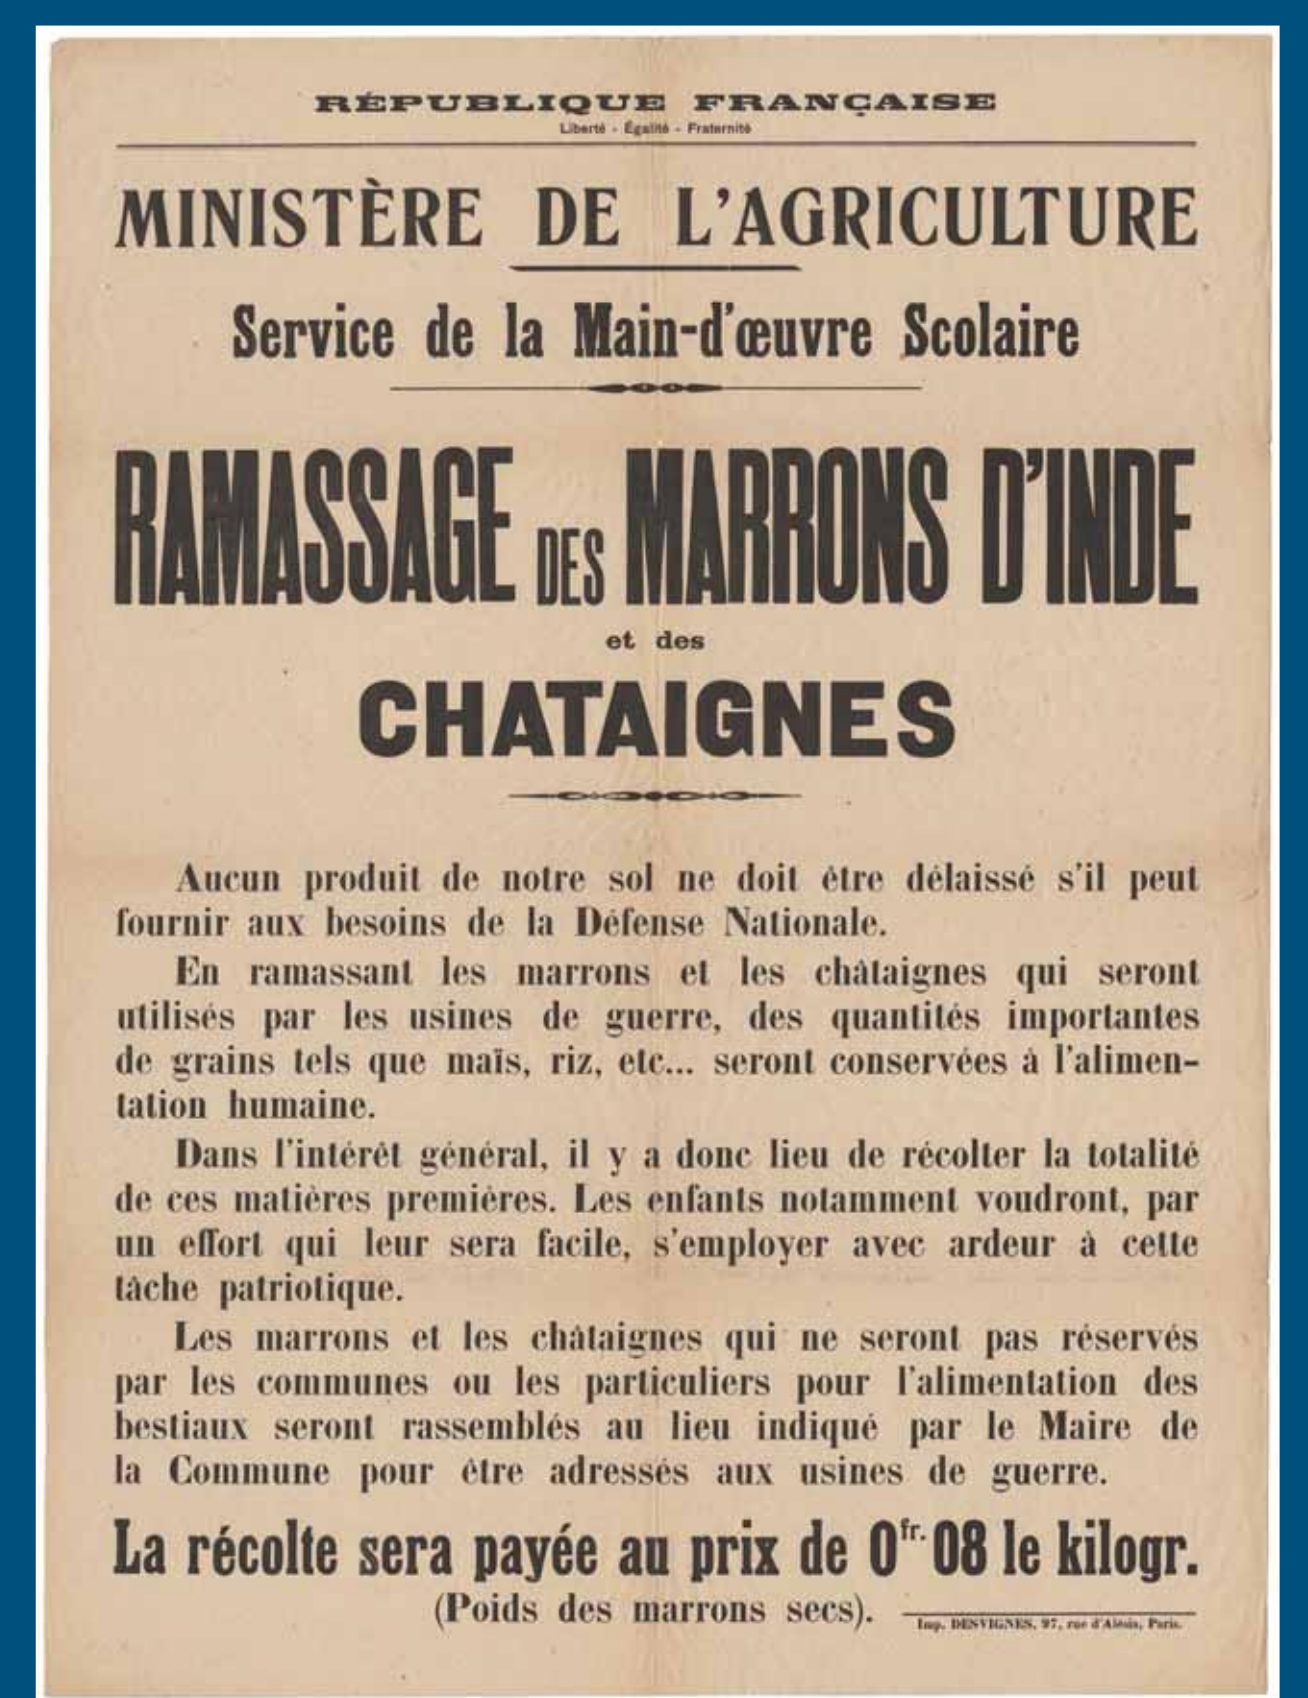 RÉPUBLIQUE FRANÇAISE
Liberté - Égalité - Fraternité
MINISTÈRE DE L'AGRICULTURE
Service de la Main-d'œuvre Scolaire
RAMASSAGE DES MARRONS D'INDE
et des
CHATAIGNES
Aucun produit de notre sol ne doit être délaissé s'il peut
fournir aux besoins de la Défense Nationale.
En ramassant les marrons et les châtaignes qui seront
utilisés par les usines de guerre, des quantités importantes
de grains tels que maïs, riz, etc... seront conservées à l'alimen-
tation humaine.
Dans l'intérêt général, il y a donc lieu de récolter la totalité
de ces matières premières. Les enfants notamment voudront, par
un effort qui leur sera facile, s'employer avec ardeur à cette
tâche patriotique.
Les marrons et les châtaignes qui ne seront pas réservés
par les communes ou les particuliers pour l'alimentation des
bestiaux seront rassemblés au lieu indiqué par le Maire de
la Commune pour être adressés aux usines de guerre.
La récolte sera payée au prix de 0fr.08 le kilogr.
(Poids des marrons secs).
Imp. DESVIGNES, 97, rue d'Alésia, Paris.